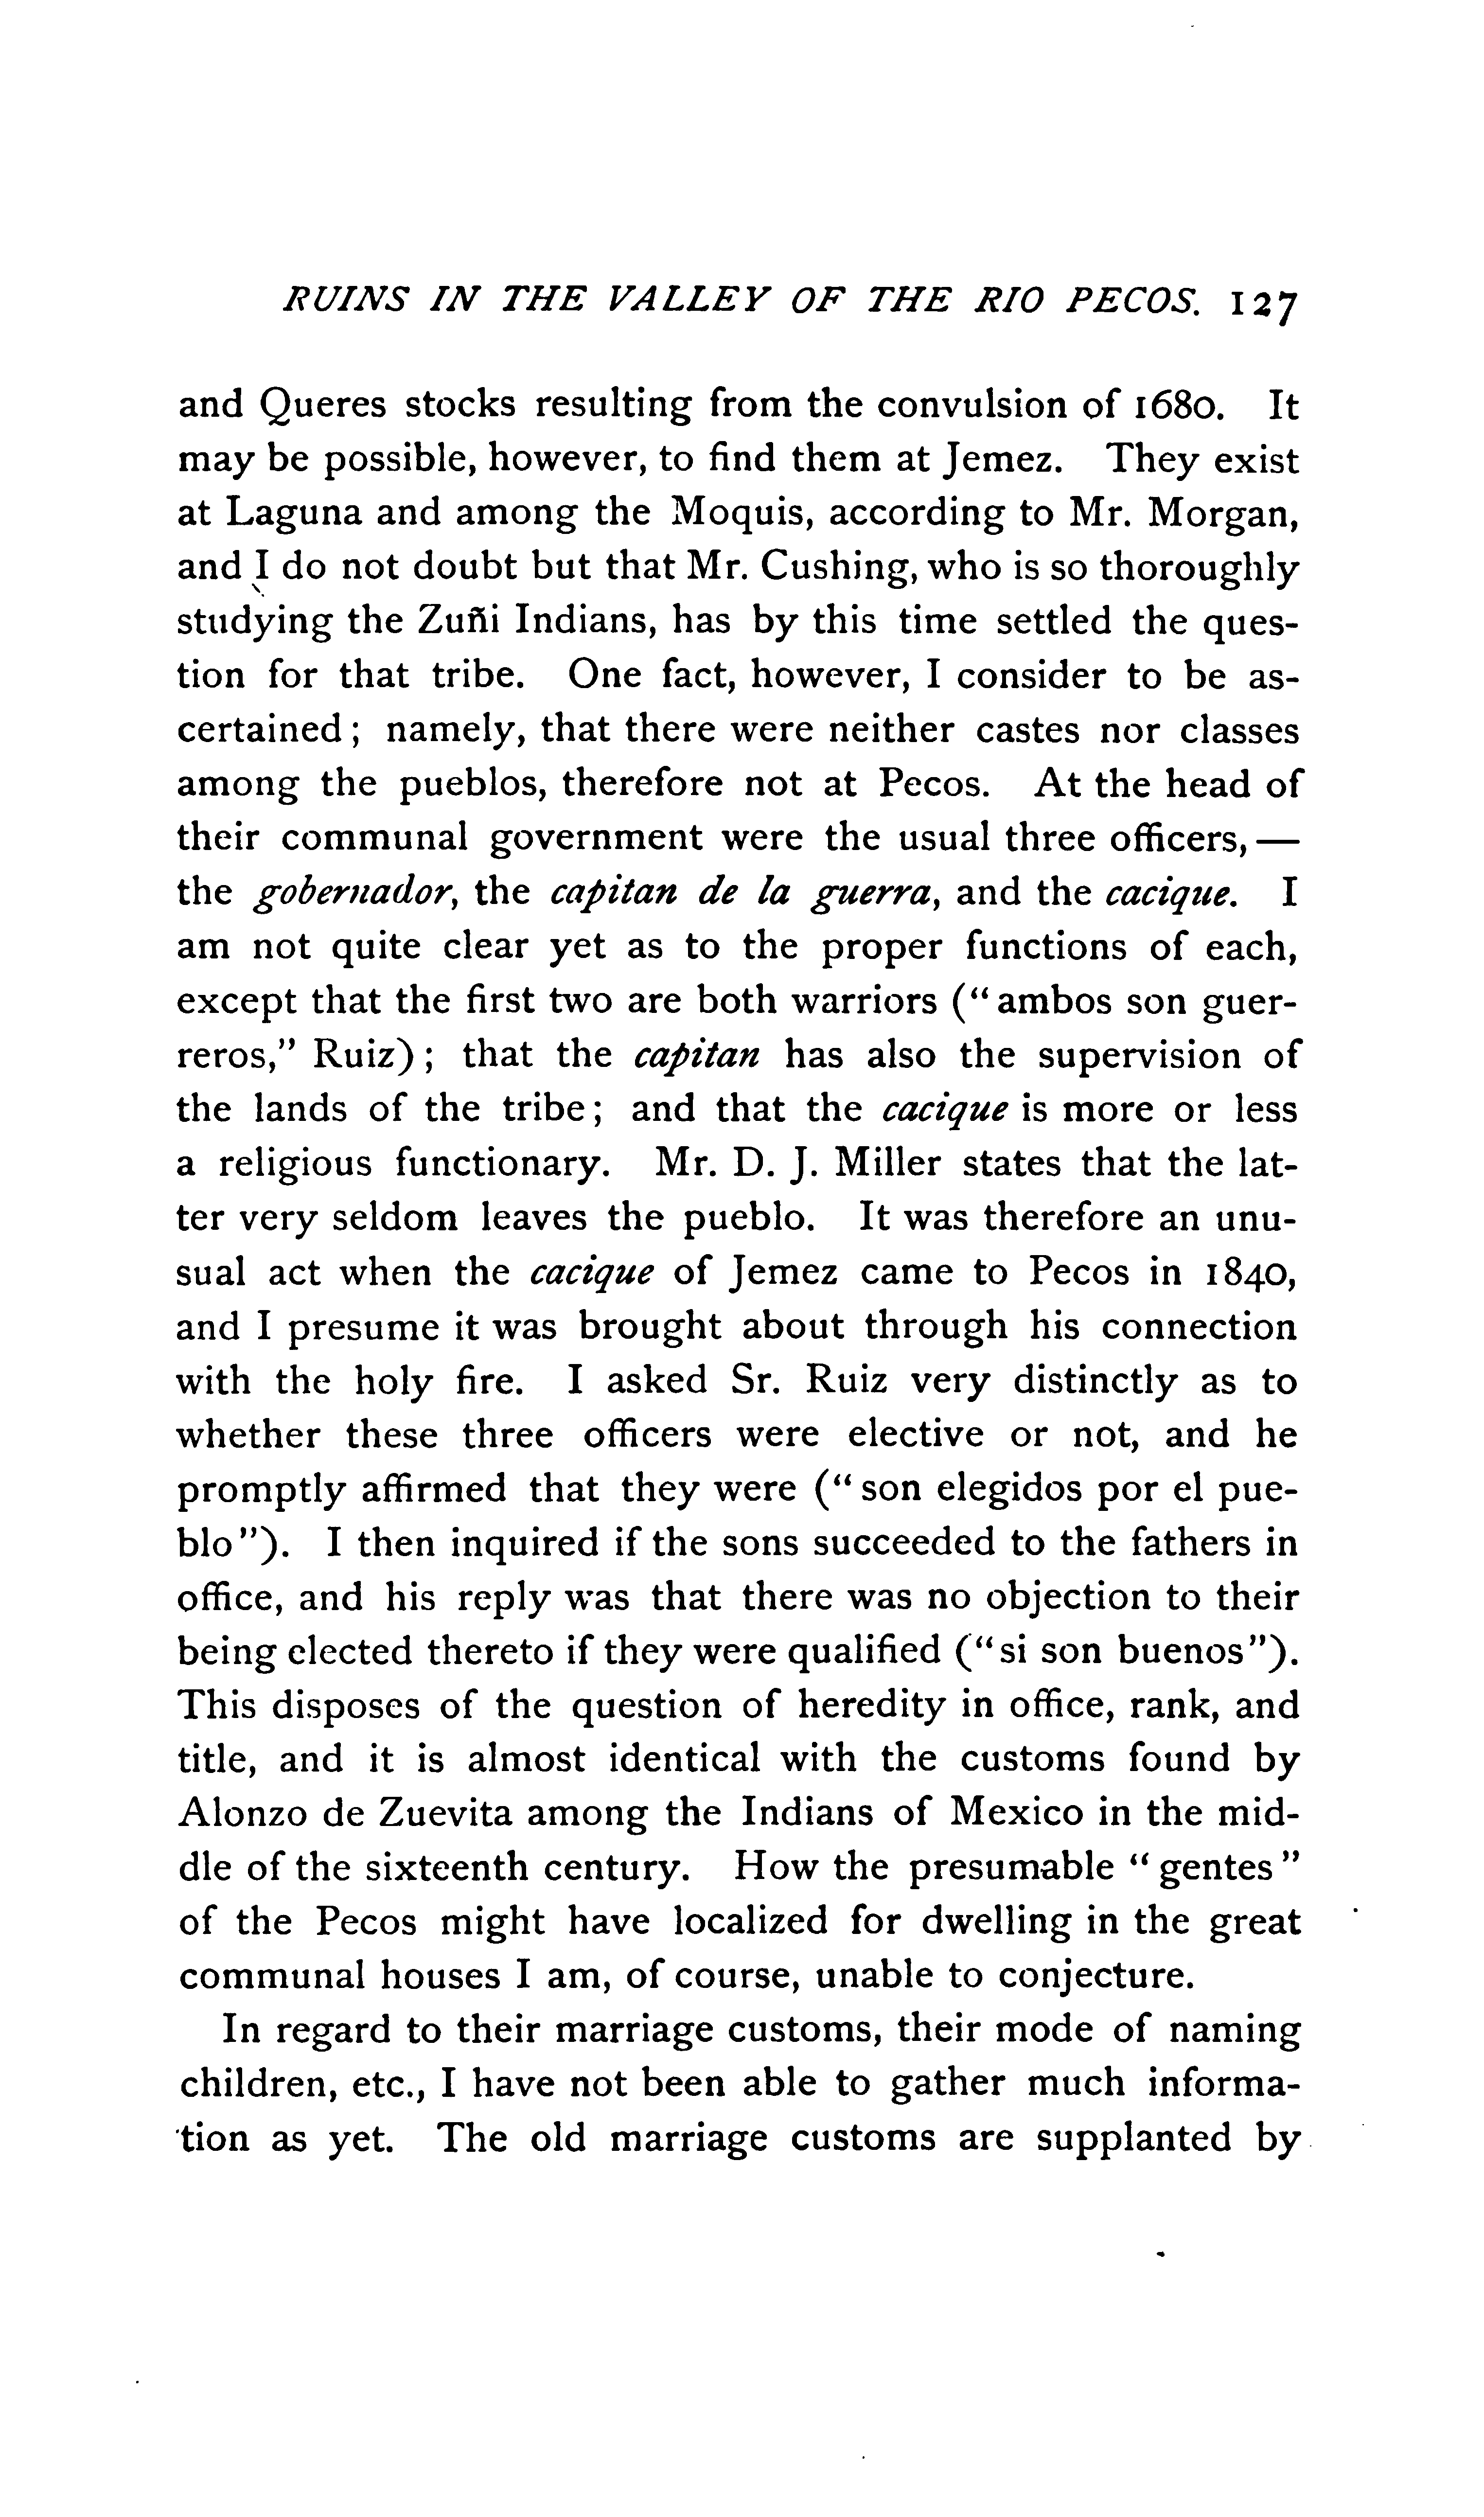 RUINS IN THE VALLEY OF THE RIO PECOS. 127
and Queres stocks resulting from the convulsion of 1680. It
may be possible, however, to find them at Jemez. They exist
at Laguna and among the Moquis, according to Mr. Morgan,
and I do not doubt but that Mr. Cushing, who is so thoroughly
studying the Zuñi Indians, has by this time settled the ques-
tion for that tribe. One fact, however, I consider to be as-
certained; namely, that there were neither castes nor classes
among the pueblos, therefore not at Pecos. At the head of
their communal government were the usual three officers, —
the gobernador, the capitan de la guerra, and the cacique. I
am not quite clear yet as to the proper functions of each,
except that the first two are both warriors ("ambos son guer-
reros," Ruiz); that the capitan has also the supervision of
the lands of the tribe; and that the cacique is more or less
a religious functionary. Mr. D. J. Miller states that the lat-
ter very seldom leaves the pueblo. It was therefore an unu-
sual act when the cacique of Jemez came to Pecos in 1840,
and I presume it was brought about through his connection
with the holy fire. I asked Sr. Ruiz very distinctly as to
whether these three officers were elective or not, and he
promptly affirmed that they were ("son elegidos por el pue-
blo"). I then inquired if the sons succeeded to the fathers in
office, and his reply was that there was no objection to their
being elected thereto if they were qualified ("si son buenos").
This disposes of the question of heredity in office, rank, and
title, and it is almost identical with the customs found by
Alonzo de Zuevita among the Indians of Mexico in the mid-
dle of the sixteenth century. How the presumable "gentes"
of the Pecos might have localized for dwelling in the great
communal houses I am, of course, unable to conjecture.
In regard to their marriage customs, their mode of naming
children, etc., I have not been able to gather much informa-
tion as yet. The old marriage customs are supplanted by